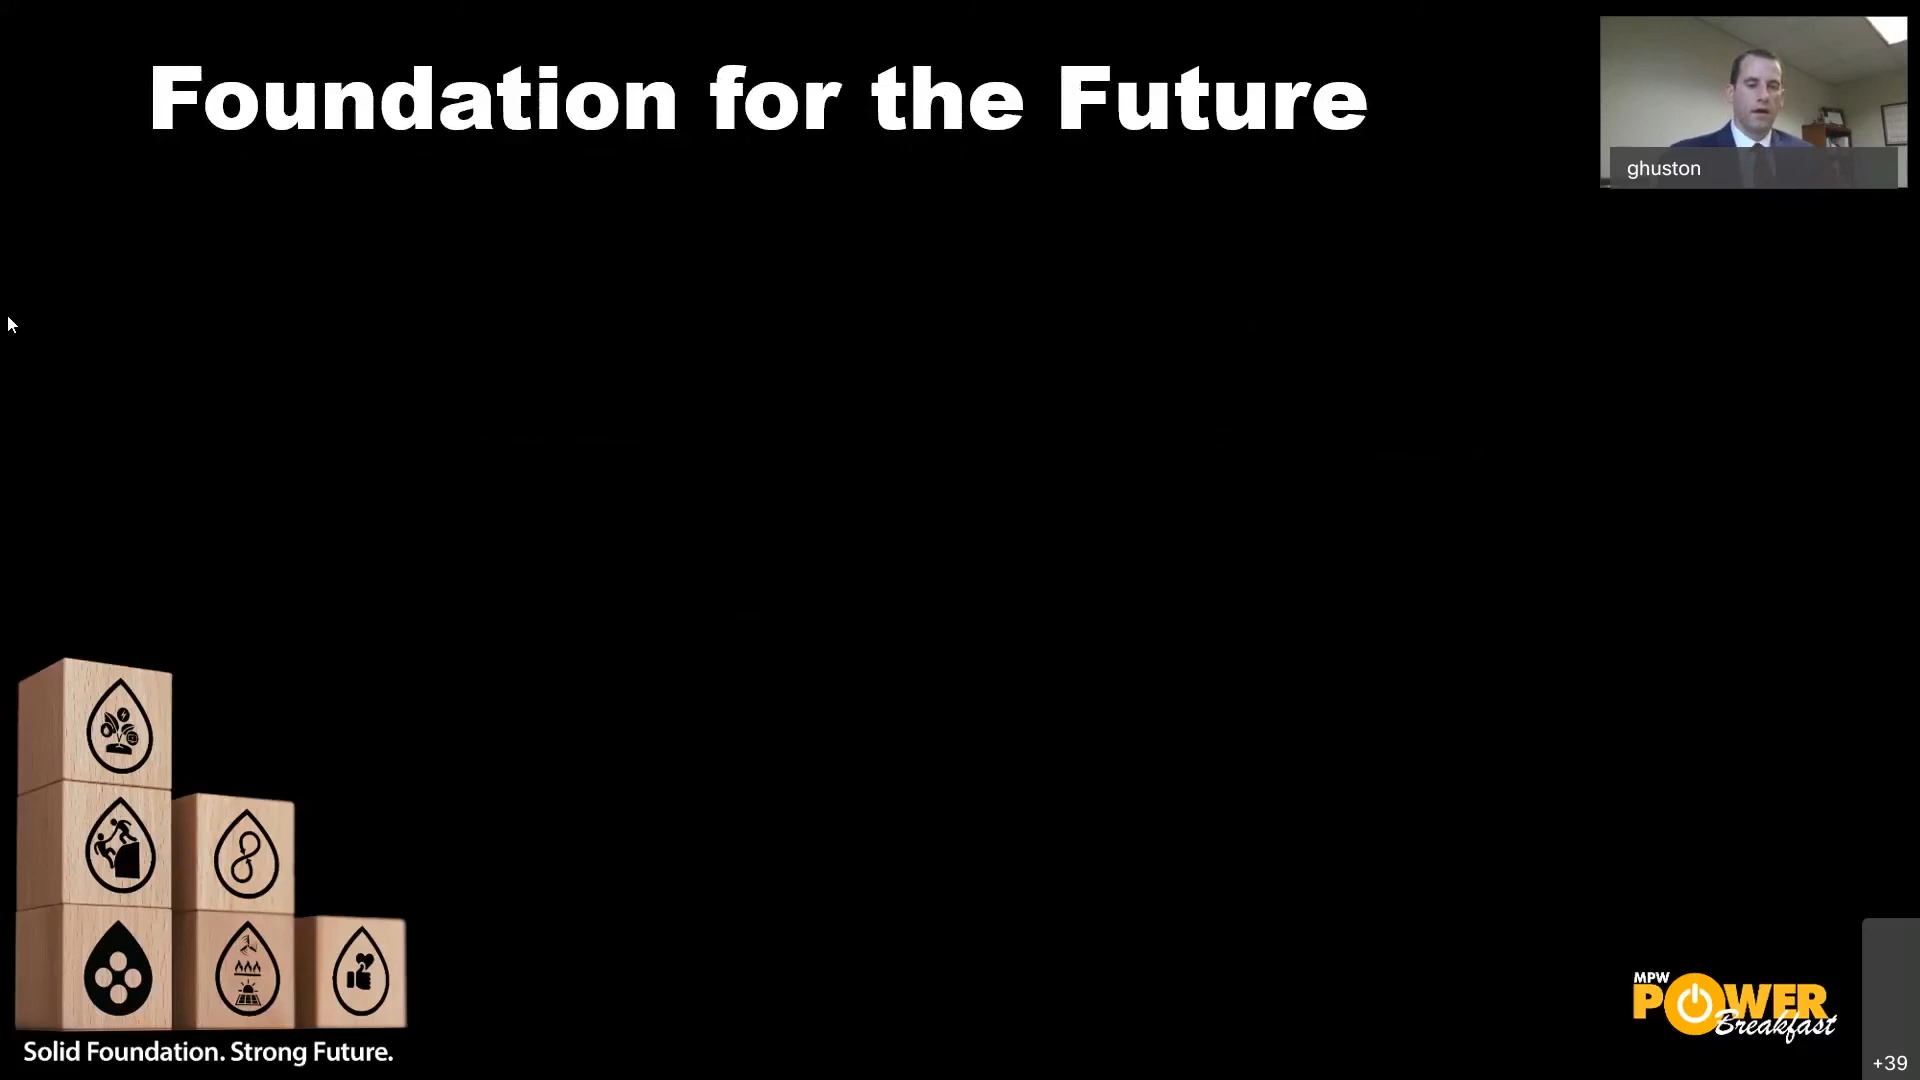 Foundation for the Future
ghuston
Solid Foundation. Strong Future.
MPW
POWER
Breakfast
+39